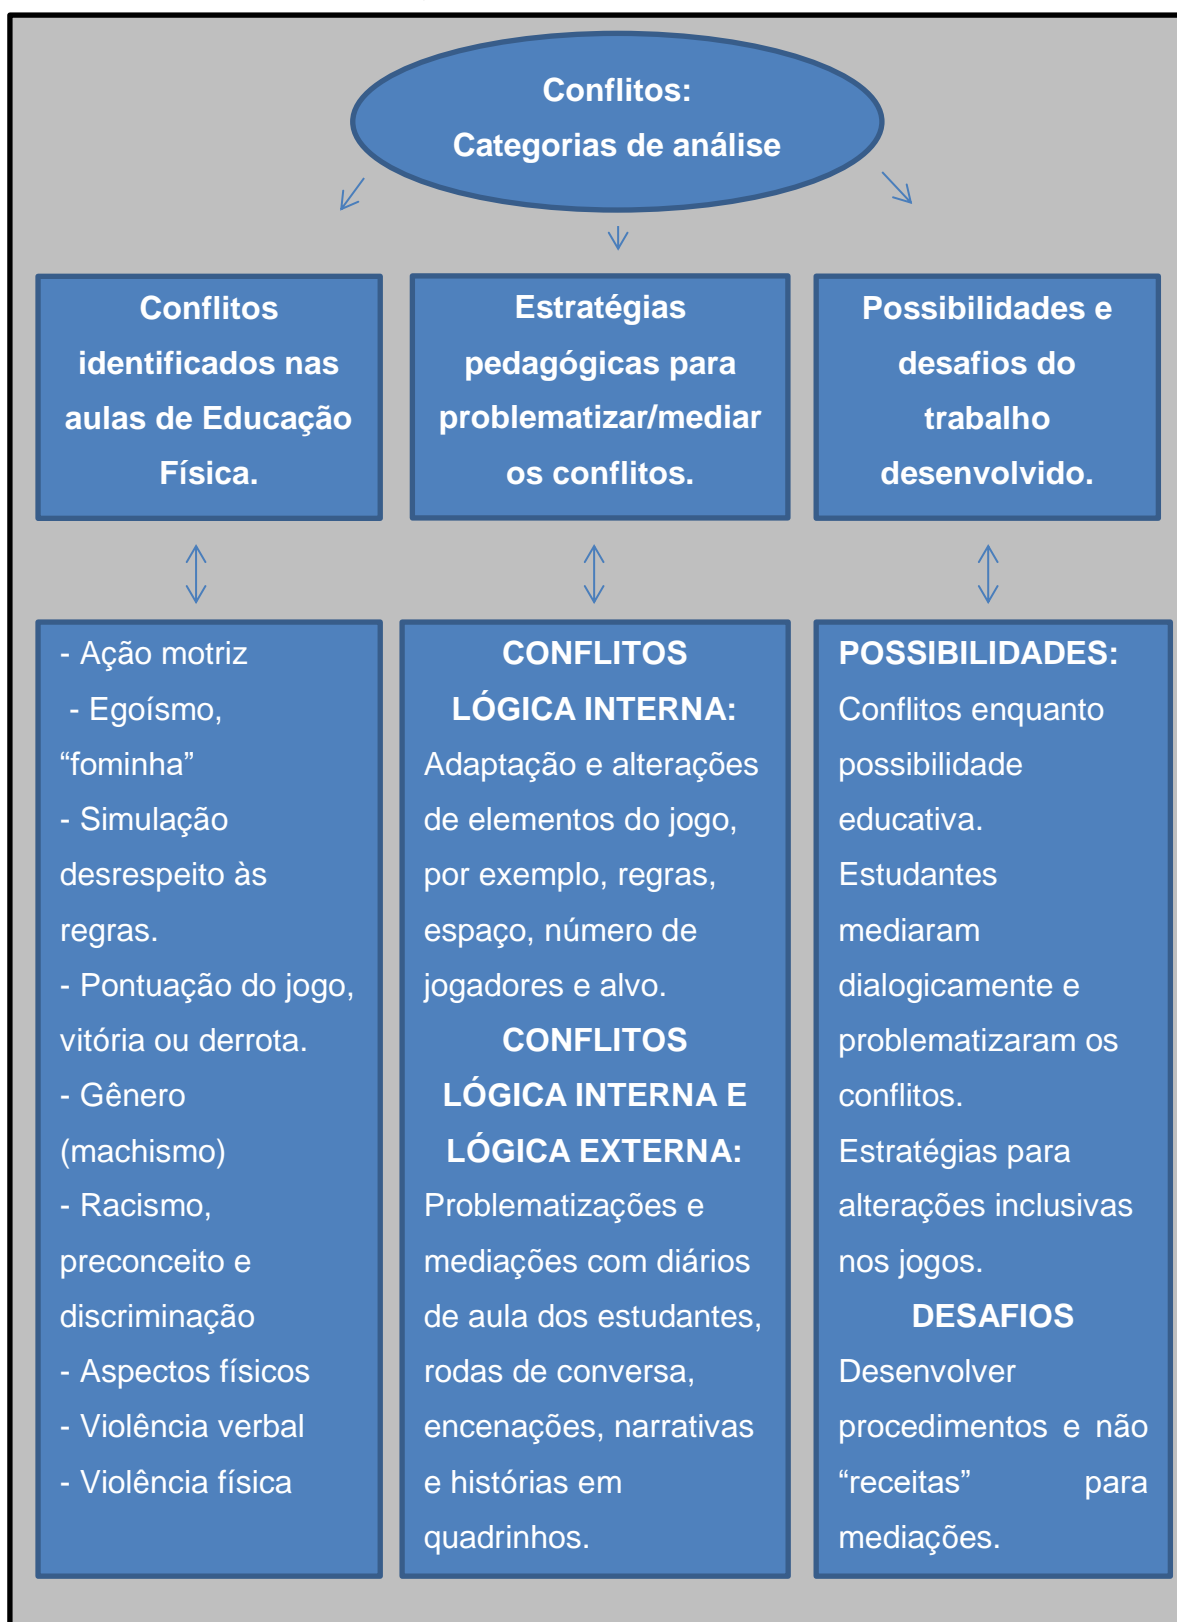 Conflitos:
Categorias de análise
Conflitos
identificados nas
aulas de Educação
Física.
Estratégias
pedagógicas para
problematizar/mediar
os conflitos.
Possibilidades e
desafios do
trabalho
desenvolvido.
- Ação motriz
- Egoísmo,
“fominha”
- Simulação
desrespeito às
regras.
- Pontuação do jogo,
vitória ou derrota.
- Gênero
(machismo)
- Racismo,
preconceito e
discriminação
- Aspectos físicos
- Violência verbal
- Violência física
CONFLITOS
LÓGICA INTERNA:
Adaptação e alterações
de elementos do jogo,
por exemplo, regras,
espaço, número de
jogadores e alvo.
CONFLITOS
LÓGICA INTERNA E
LÓGICA EXTERNA:
Problematizações e
mediações com diários
de aula dos estudantes,
rodas de conversa,
encenações, narrativas
e histórias em
quadrinhos.
POSSIBILIDADES:
Conflitos enquanto
possibilidade
educativa.
Estudantes
mediaram
dialogicamente e
problematizaram os
conflitos.
Estratégias para
alterações inclusivas
nos jogos.
DESAFIOS
Desenvolver
procedimentos e não
“receitas” para
mediações.